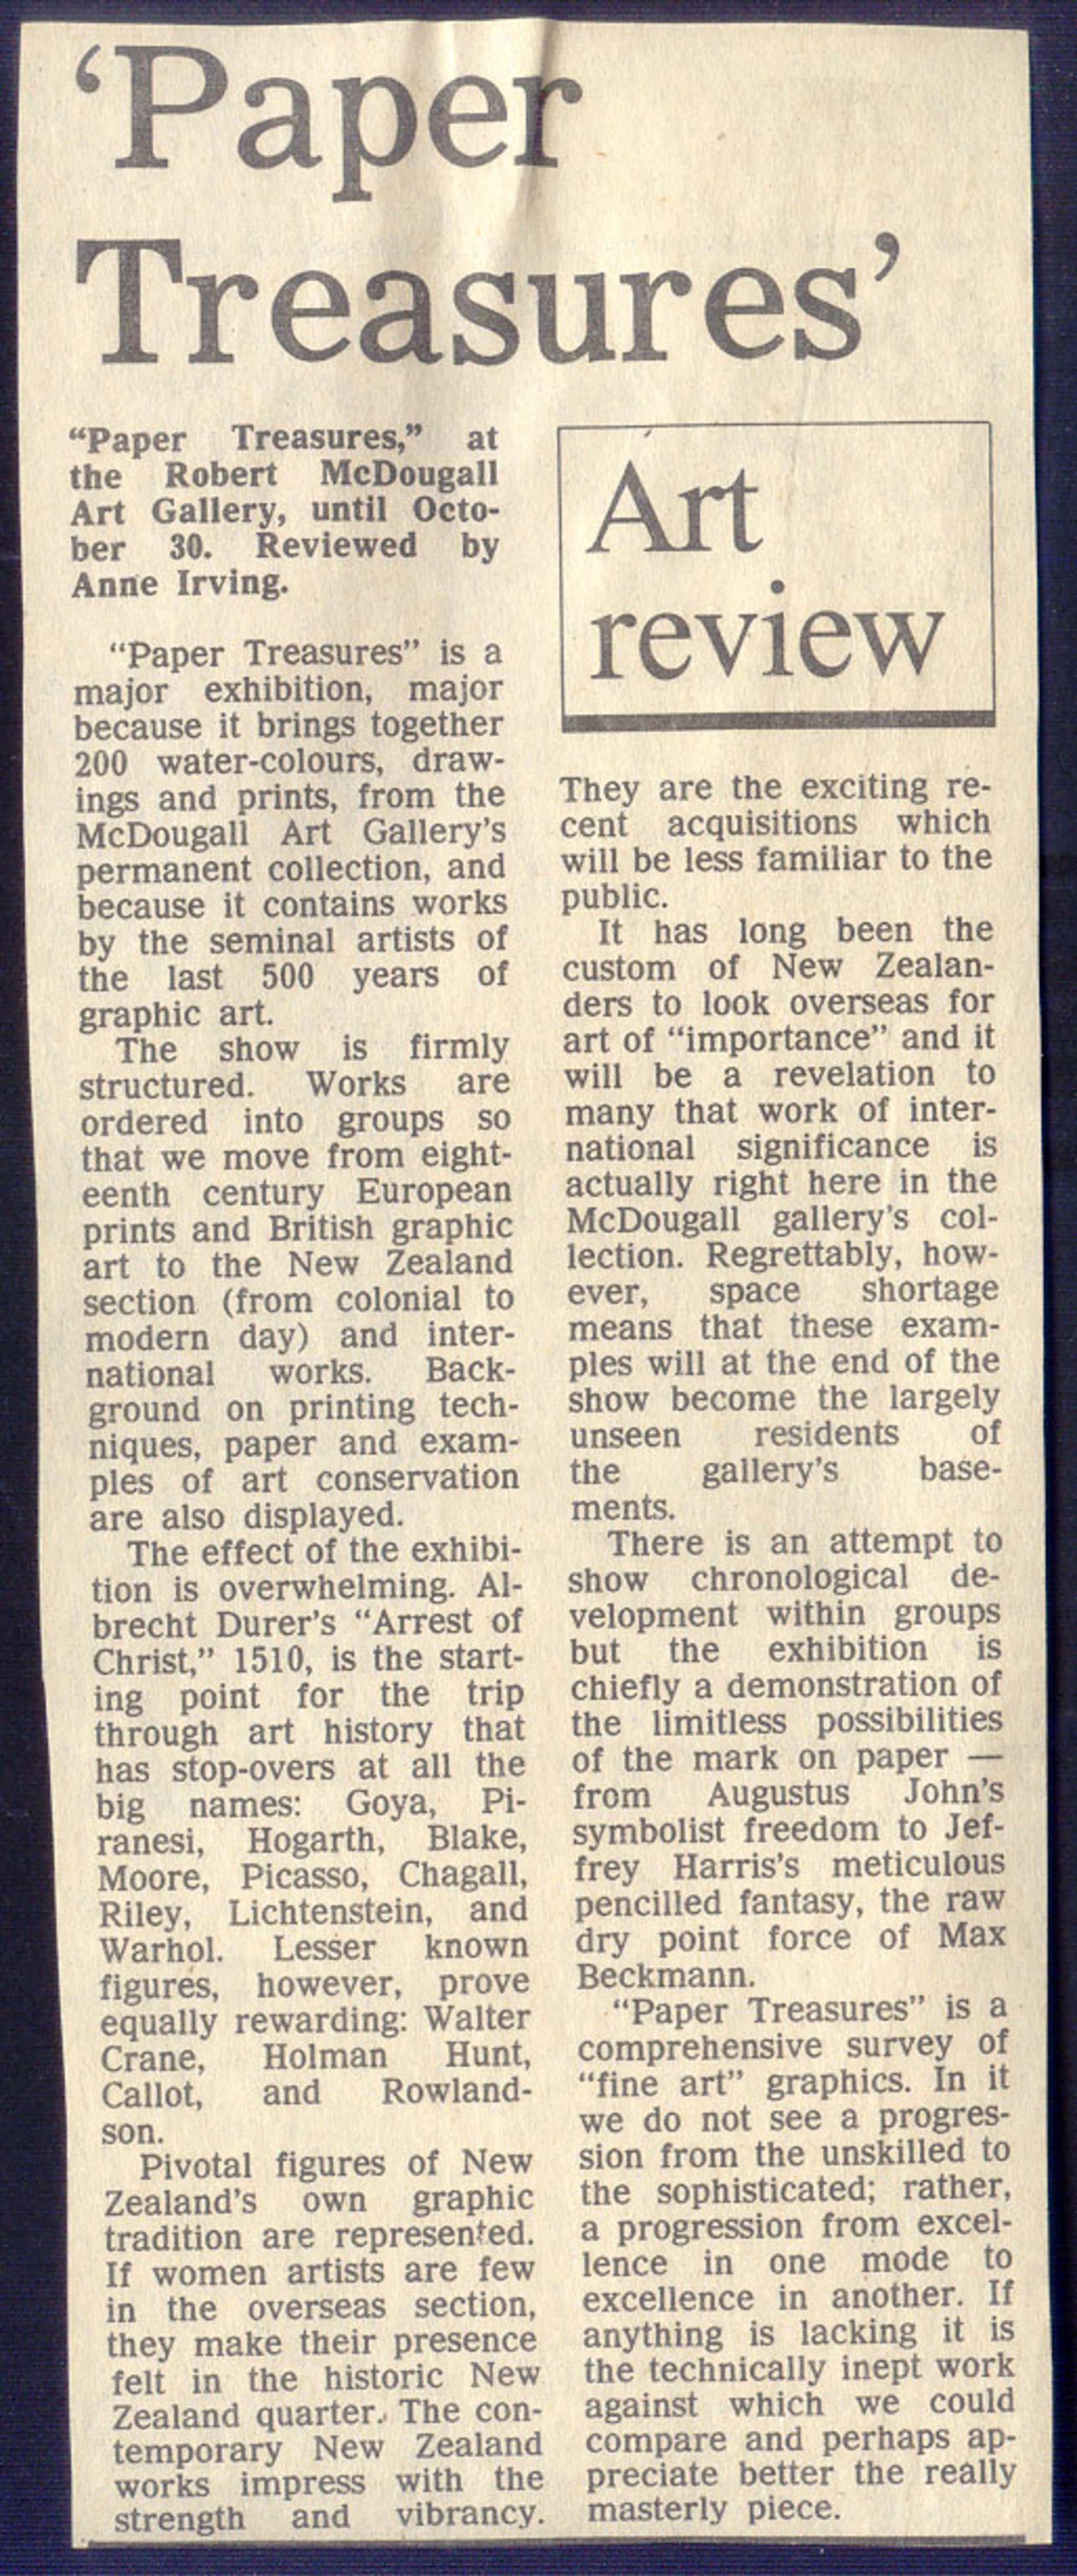 ‘Paper
Treasures’
“Paper Treasures,” at
the Robert McDougall
Art Gallery, until Octo-
ber 30. Reviewed by
Anne Irving.
“Paper Treasures” is a
major exhibition, major
because it brings together
200 water-colours, draw-
ings and prints, from the
McDougall Art Gallery's
permanent collection, and
because it contains works
by the seminal artists of
the last 500 years of
graphic art.
The show is firmly
structured. Works are
ordered into groups so
that we move from eight-
eenth century European
prints and British graphic
art to the New Zealand
section (from colonial to
modern day) and inter-
national works. Back-
ground on printing tech-
niques, paper and exam-
ples of art conservation
are also displayed.
The effect of the exhibi-
tion is overwhelming. Al-
brecht Durer's “Arrest of
Christ,” 1510, is the start-
ing point for the trip
through art history that
has stop-overs at all the
big names: Goya, Pi-
ranesi, Hogarth, Blake,
Moore, Picasso, Chagall,
Riley, Lichtenstein, and
Warhol. Lesser known
figures, however, prove
equally rewarding: Walter
Crane, Holman Hunt,
Callot, and Rowland-
son.
Pivotal figures of New
Zealand's own graphic
tradition are represented.
If women artists are few
in the overseas section,
they make their presence
felt in the historic New
Zealand quarter. The con-
temporary New Zealand
works impress with the
strength and vibrancy.
Art
review
They are the exciting re-
cent acquisitions which
will be less familiar to the
public.
It has long been the
custom of New Zealan-
ders to look overseas for
art of “importance” and it
will be a revelation to
many that work of inter-
national significance is
actually right here in the
McDougall gallery's col-
lection. Regrettably, how-
ever, space shortage
means that these exam-
ples will at the end of the
show become the largely
unseen residents of
the gallery's base-
ments.
There is an attempt to
show chronological de-
velopment within groups
but the exhibition is
chiefly a demonstration of
the limitless possibilities
of the mark on paper —
from Augustus John's
symbolist freedom to Jef-
frey Harris's meticulous
pencilled fantasy, the raw
dry point force of Max
Beckmann.
“Paper Treasures” is a
comprehensive survey of
“fine art” graphics. In it
we do not see a progres-
sion from the unskilled to
the sophisticated; rather,
a progression from excel-
lence in one mode to
excellence in another. If
anything is lacking it is
the technically inept work
against which we could
compare and perhaps ap-
preciate better the really
masterly piece.